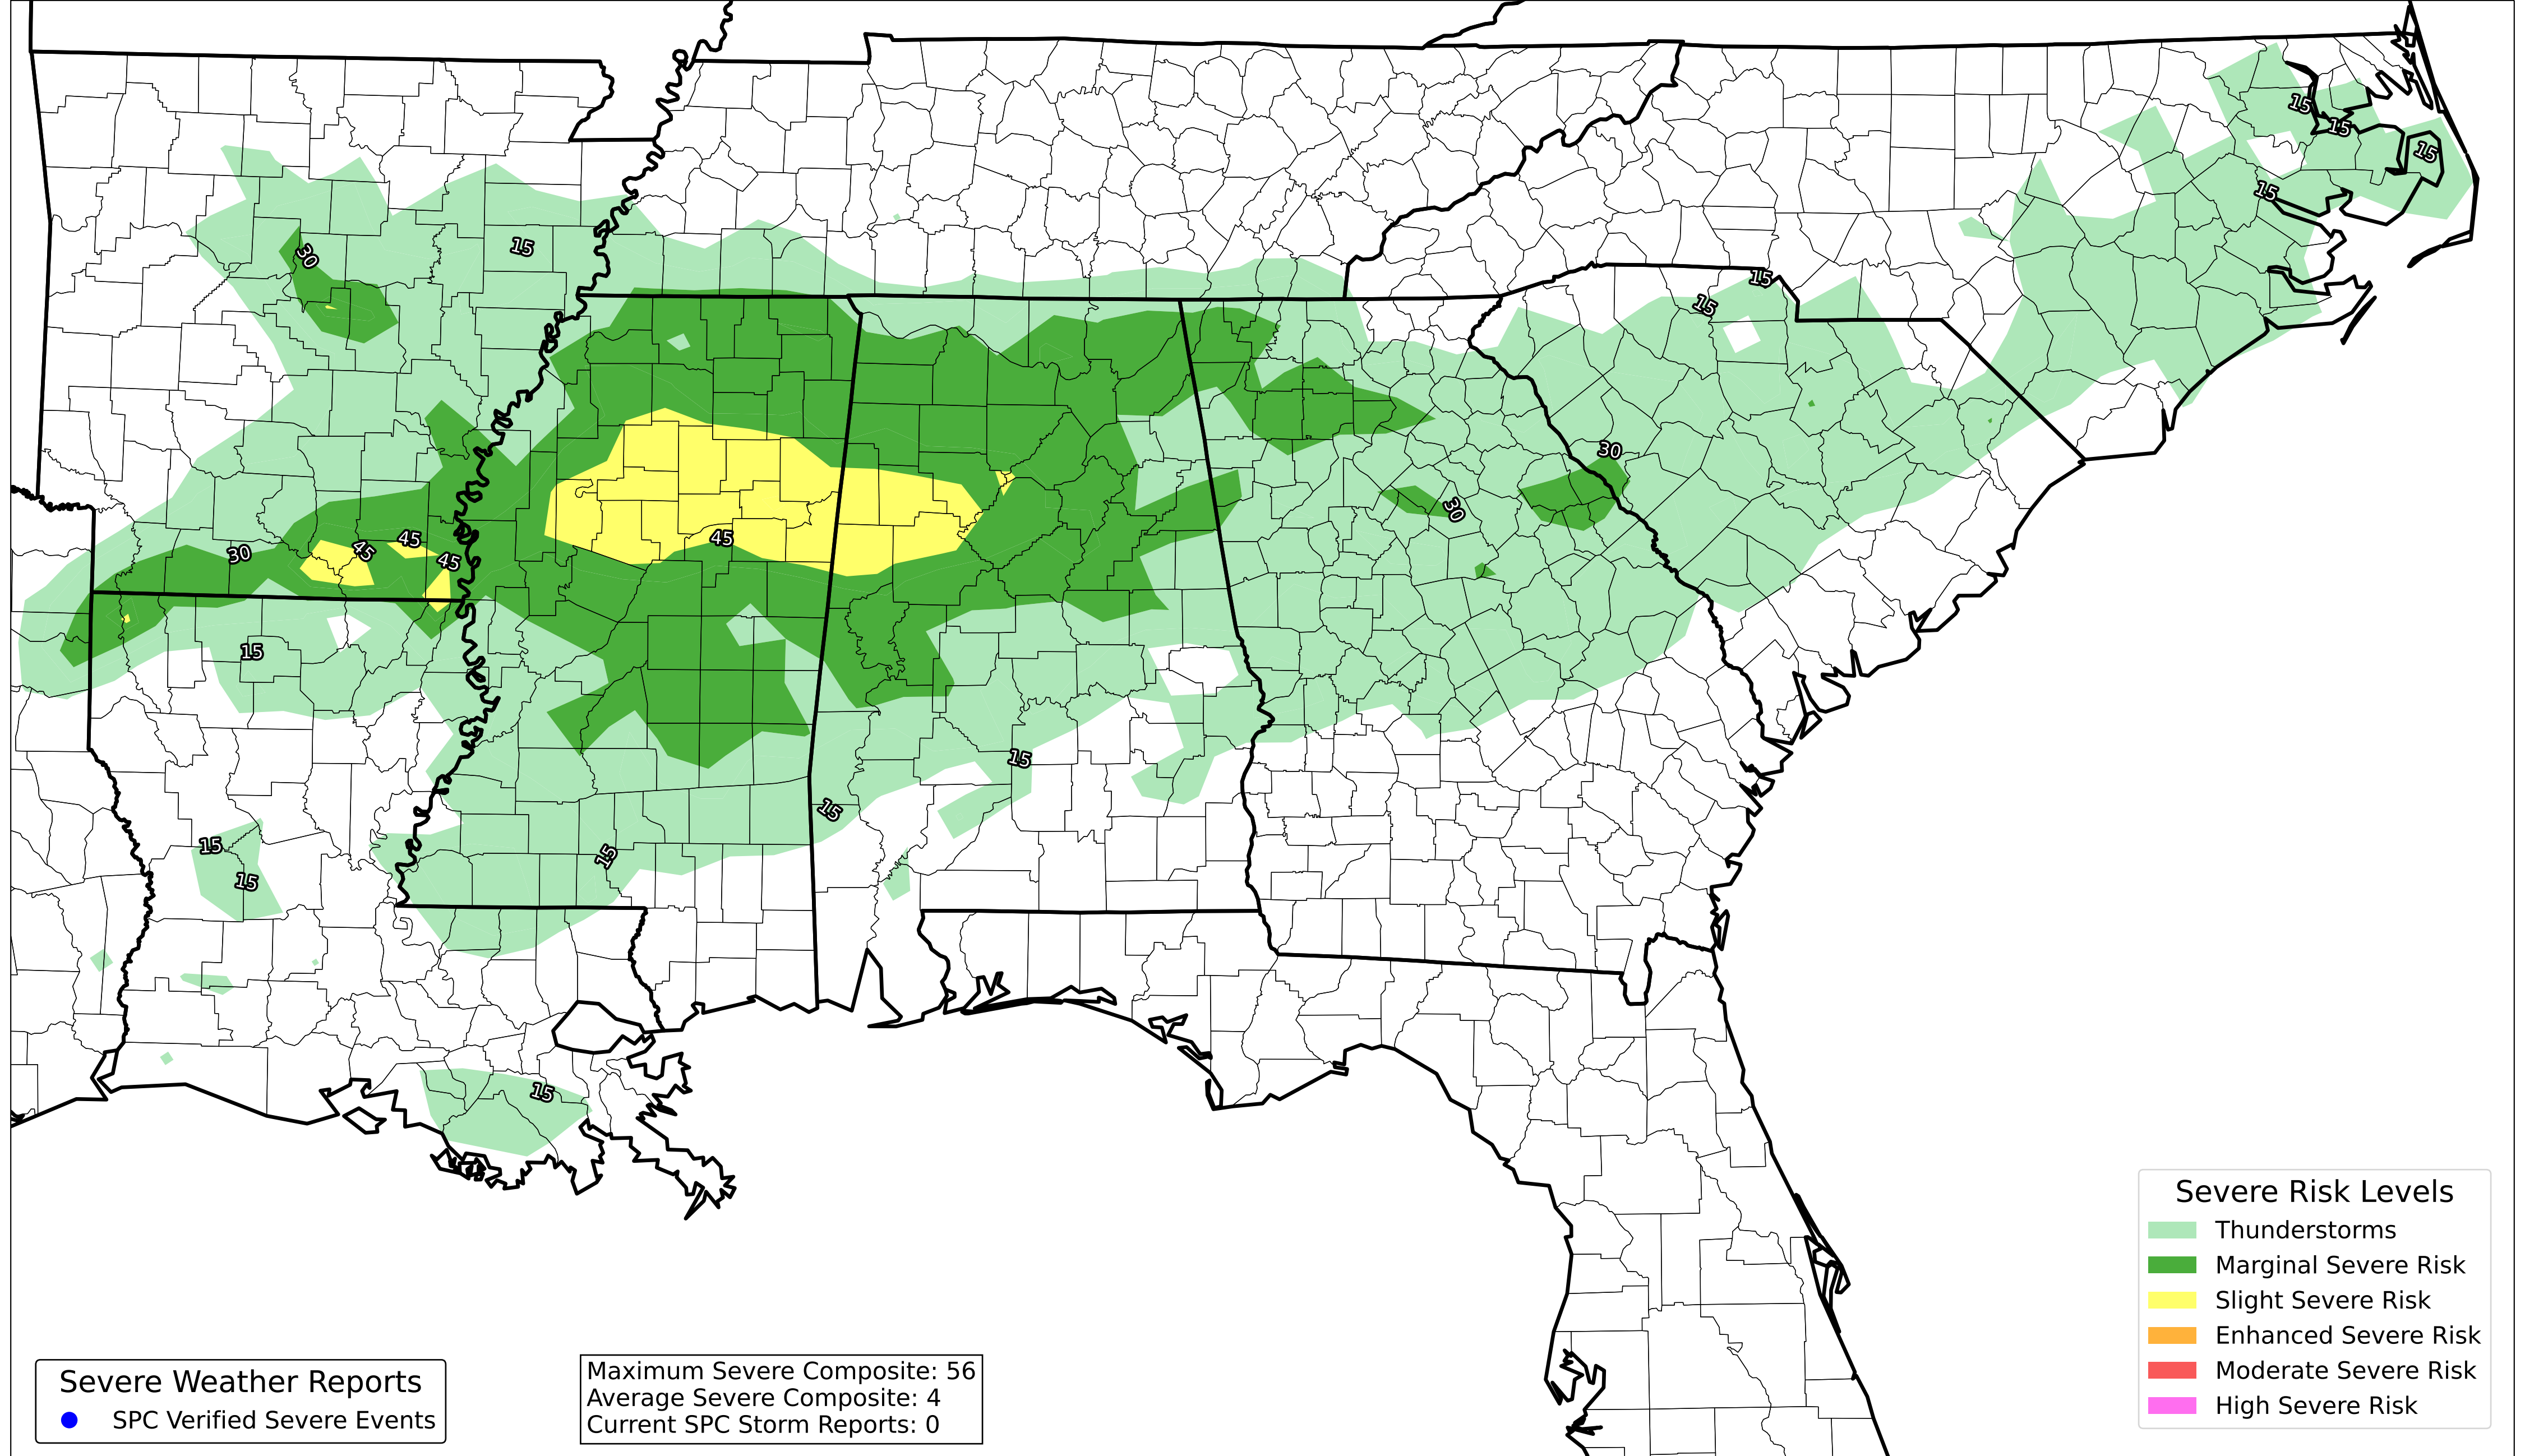 15
15
15
15
30
15
15
15
30
30
45
30
45
45
45
15
15
15
15
15
15
15
Severe Risk Levels
Thunderstorms
Marginal Severe Risk
Slight Severe Risk
Enhanced Severe Risk
Moderate Severe Risk
High Severe Risk
Severe Weather Reports
SPC Verified Severe Events
Maximum Severe Composite: 56
Average Severe Composite: 4
Current SPC Storm Reports: 0